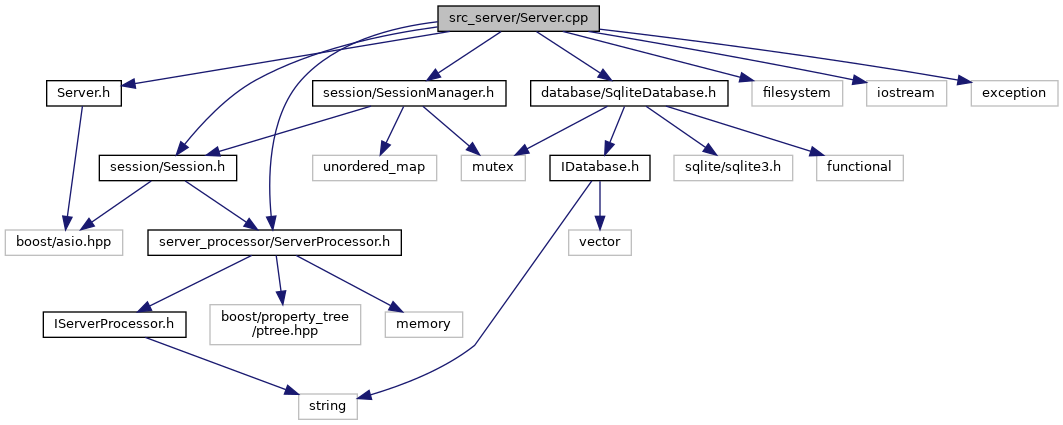 src_server/Server.cpp
Server.h
session/SessionManager.h
database/SqliteDatabase.h
filesystem
iostream
exception
session/Session.h
unordered_map
mutex
IDatabase.h
sqlite/sqlite3.h
functional
boost/asio.hpp
server_processor/ServerProcessor.h
vector
IServerProcessor.h
boost/property_tree
/ptree.hpp
memory
string